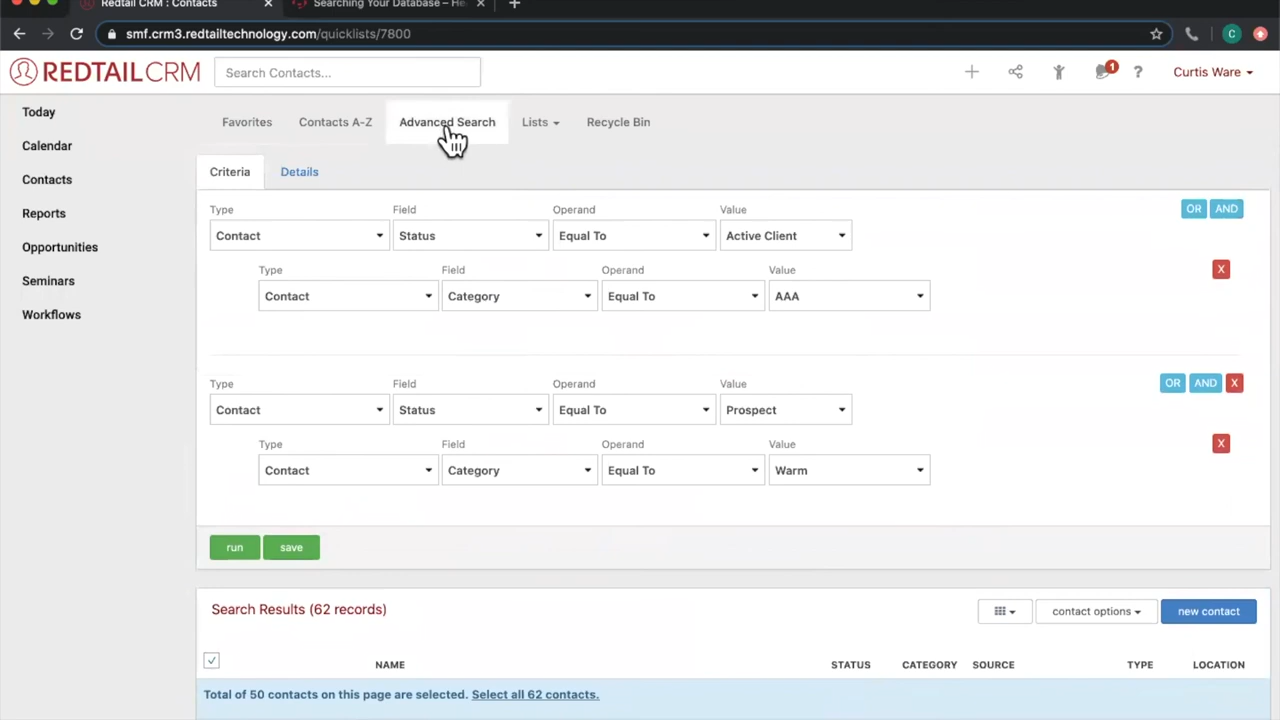 Redtail CRM : Contacts
Searching Your Database – He
smf.crm3.redtailtechnology.com/quicklists/7800
C
REDTAILCRM
Search Contacts...
1
?
Curtis Ware
Today
Calendar
Contacts
Reports
Opportunities
Seminars
Workflows
Favorites
Contacts A-Z
Advanced Search
Lists
Recycle Bin
Criteria
Details
Type
Field
Operand
Value
OR
AND
Contact
Status
Equal To
Active Client
Type
Field
Operand
Value
X
Contact
Category
Equal To
AAA
Type
Field
Operand
Value
OR
AND
X
Contact
Status
Equal To
Prospect
Type
Field
Operand
Value
X
Contact
Category
Equal To
Warm
run
save
Search Results (62 records)
contact options
new contact
NAME
STATUS
CATEGORY
SOURCE
TYPE
LOCATION
Total of 50 contacts on this page are selected. Select all 62 contacts.